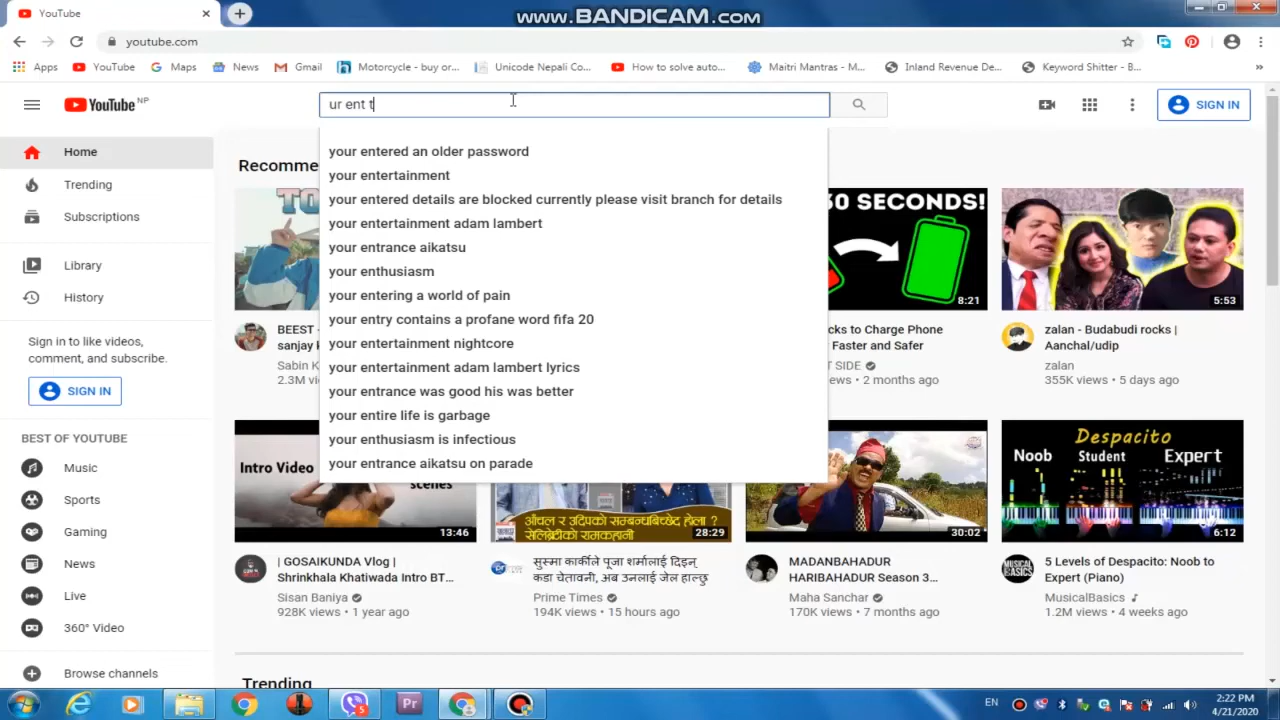 www.BANDICAM.com
YouTube
youtube.com
Apps
YouTube
Maps
News
Gmail
Motorcycle - buy or...
Unicode Nepali Co...
How to solve auto...
Maitri Mantras - M...
Inland Revenue De...
Keyword Shitter - B...
»
YouTube NP
ur ent t
SIGN IN
Home
Trending
Subscriptions
Library
History
Sign in to like videos,
comment, and subscribe.
SIGN IN
BEST OF YOUTUBE
Music
Sports
Gaming
News
Live
360° Video
Browse channels
your entered an older password
your entertainment
your entered details are blocked currently please visit branch for details
your entertainment adam lambert
your entrance aikatsu
your enthusiasm
your entering a world of pain
your entry contains a profane word fifa 20
your entertainment nightcore
your entertainment adam lambert lyrics
your entrance was good his was better
your entire life is garbage
your enthusiasm is infectious
your entrance aikatsu on parade
Recomme
TO
BEEST -
sanjay k
Sabin K
2.3M vi
30 SECONDS!
8:21
cks to Charge Phone
Faster and Safer
T SIDE
ews • 2 months ago
5:53
zalan - Budabudi rocks |
Aanchal/udip
zalan
355K views • 5 days ago
Intro Video
scenes
13:46
| GOSAIKUNDA Vlog |
Shrinkhala Khatiwada Intro BT...
Sisan Baniya
928K views • 1 year ago
आँचल र उदिपको सम्बन्धबिच्छेद होला ?
सेलिब्रेटीको रामकहानी
28:29
सुस्मा कार्कीले पूजा शर्मालाई दिइन्
कडा चेतावनी, अब उनलाई जेल हाल्छु
Prime Times
194K views • 15 hours ago
30:02
MADANBAHADUR
HARIBAHADUR Season 3...
Maha Sanchar
170K views • 7 months ago
Despacito
Noob
Student
Expert
6:12
MUSICAL
BASICS
5 Levels of Despacito: Noob to
Expert (Piano)
MusicalBasics
1.2M views • 4 weeks ago
Trending
Pr
EN
2:22 PM
4/21/2020